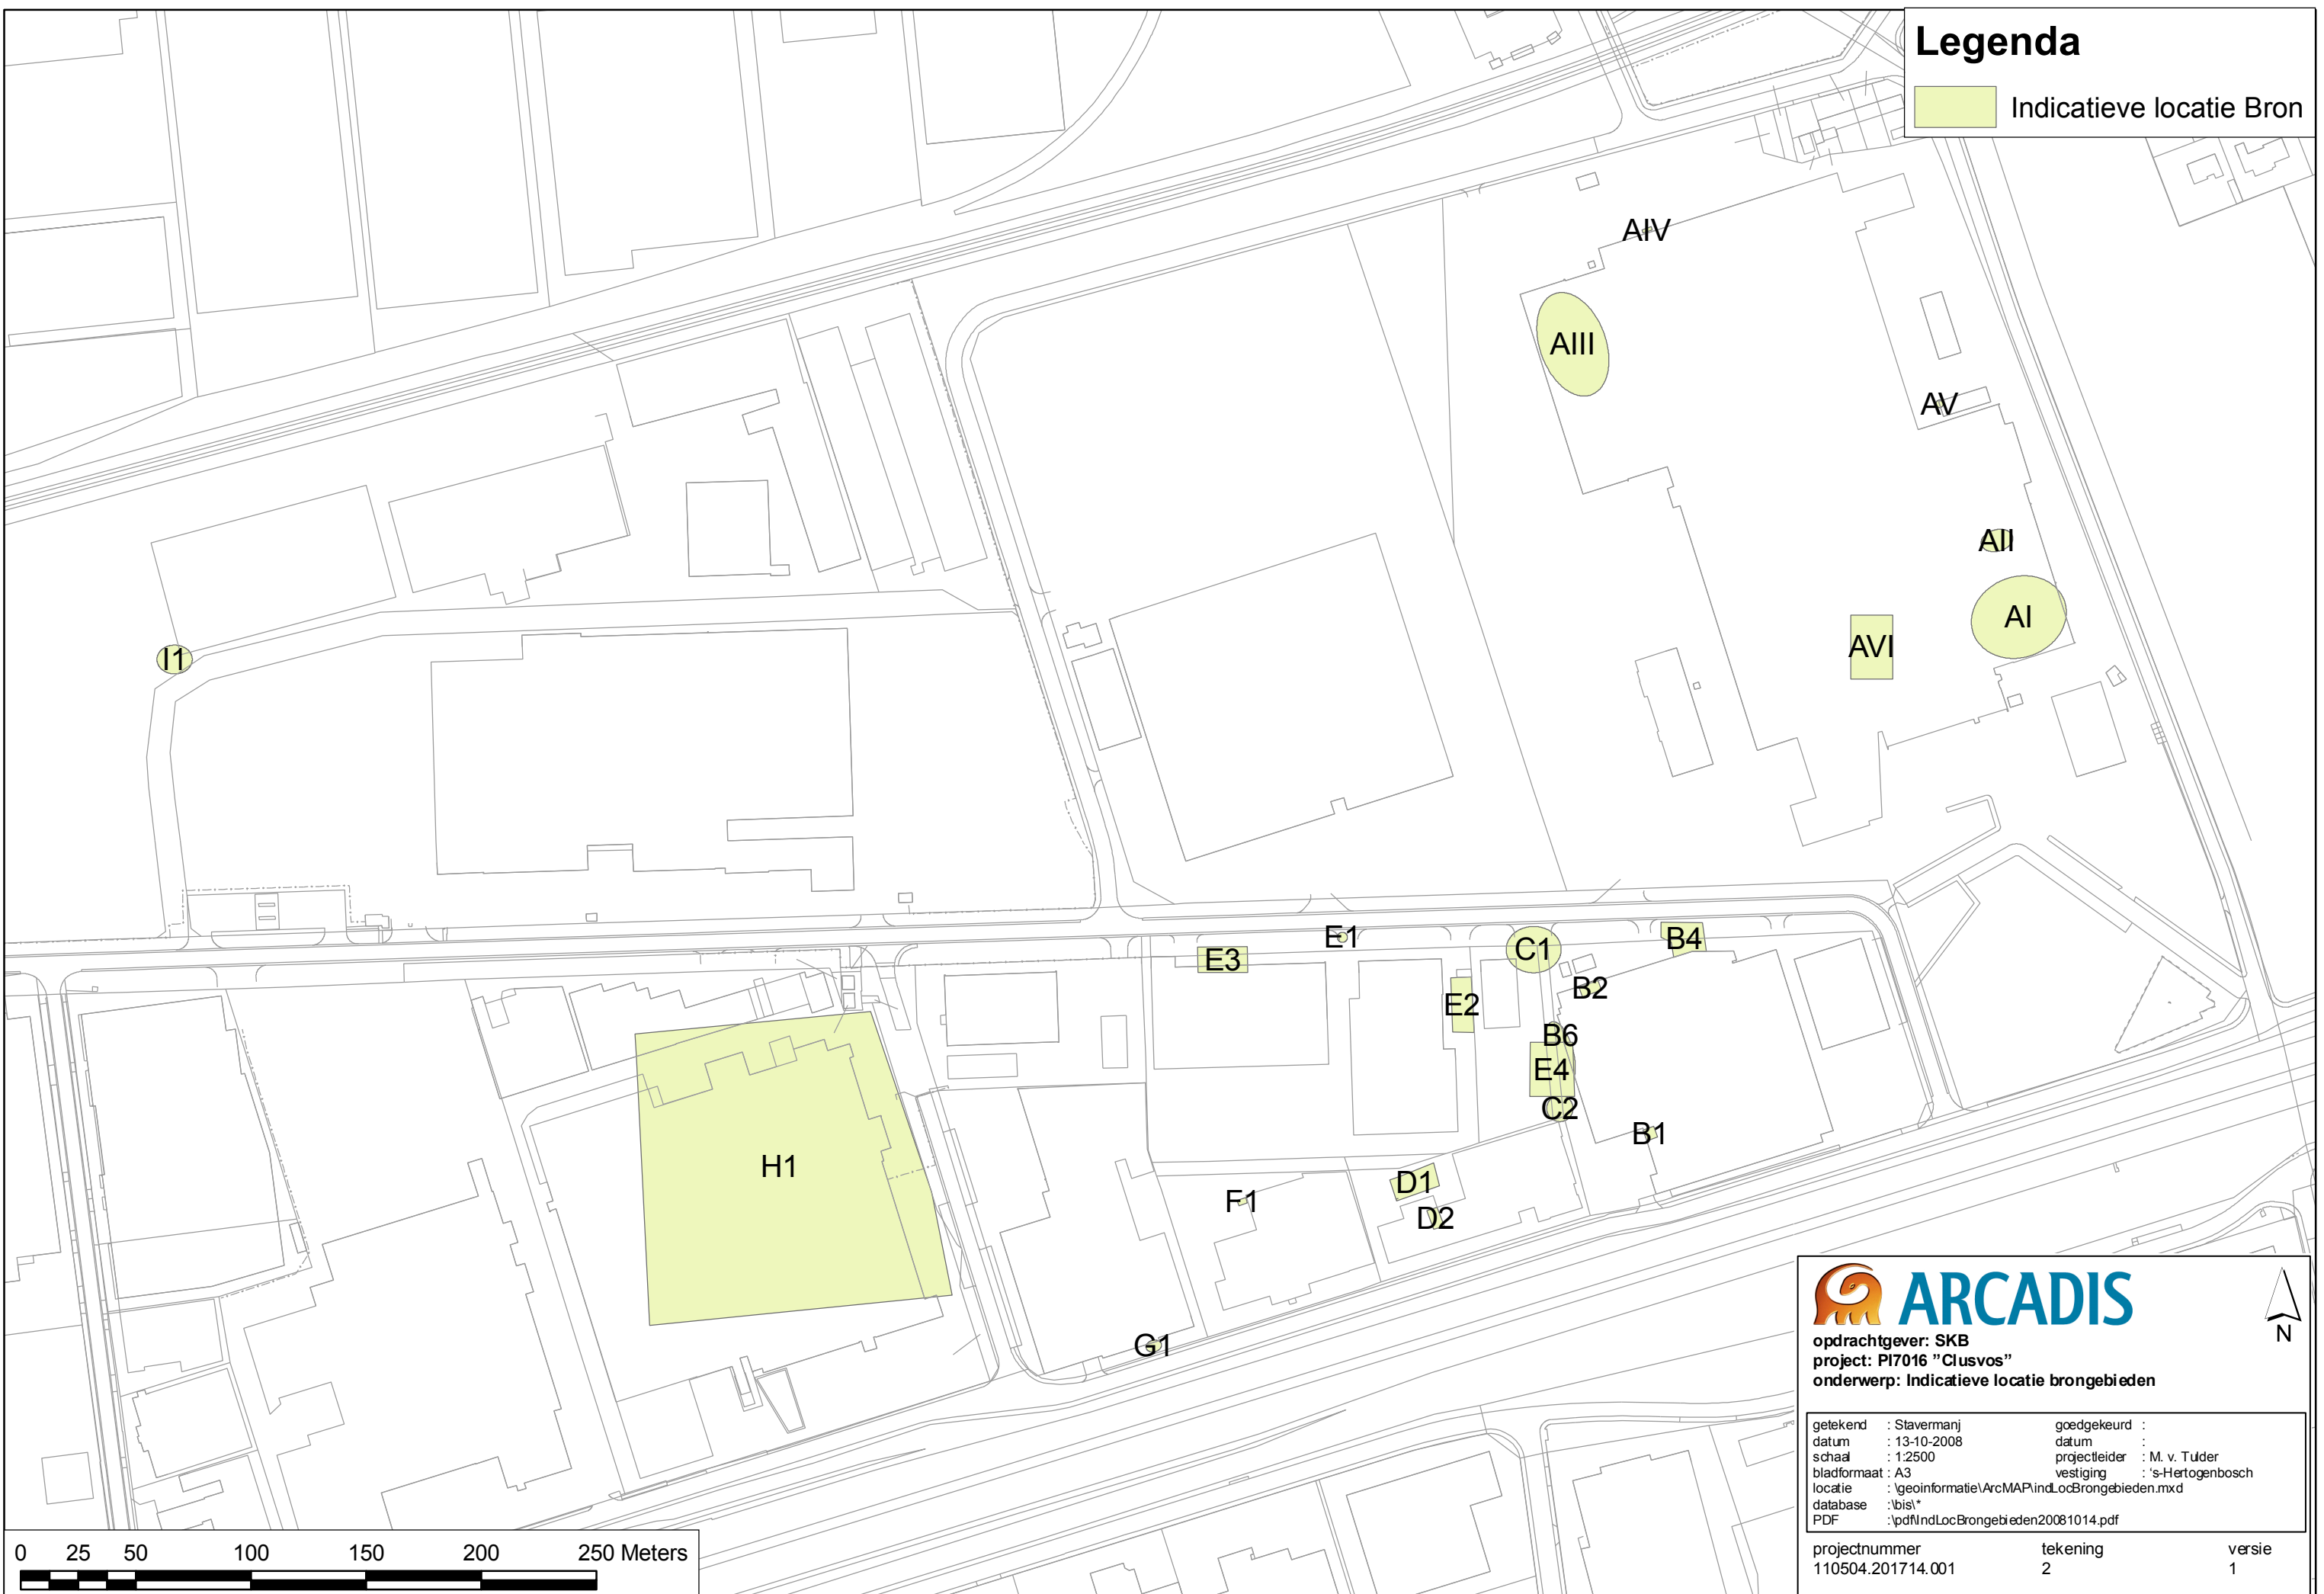 Legenda
Indicatieve locatie Bron
AIV
AIII
AV
AII
AI
AVI
I1
E1
C1
B4
E3
B2
E2
B6
E4
C2
B1
H1
D1
F1
D2
G1
ARCADIS
N
opdrachtgever: SKB
project: PI7016 ”Clusvos”
onderwerp: Indicatieve locatie brongebieden
getekend : Stavermanj goedgekeurd :
datum : 13-10-2008 datum :
schaal : 1:2500 projectleider : M. v. Tulder
bladformaat : A3 vestiging : 's-Hertogenbosch
locatie : \geoinformatie\ArcMAP\indLocBrongebieden.mxd
database :\bis\*
PDF :\pdf\IndLocBrongebieden20081014.pdf
projectnummer tekening versie
110504.201714.001 2 1
0 25 50 100 150 200 250 Meters